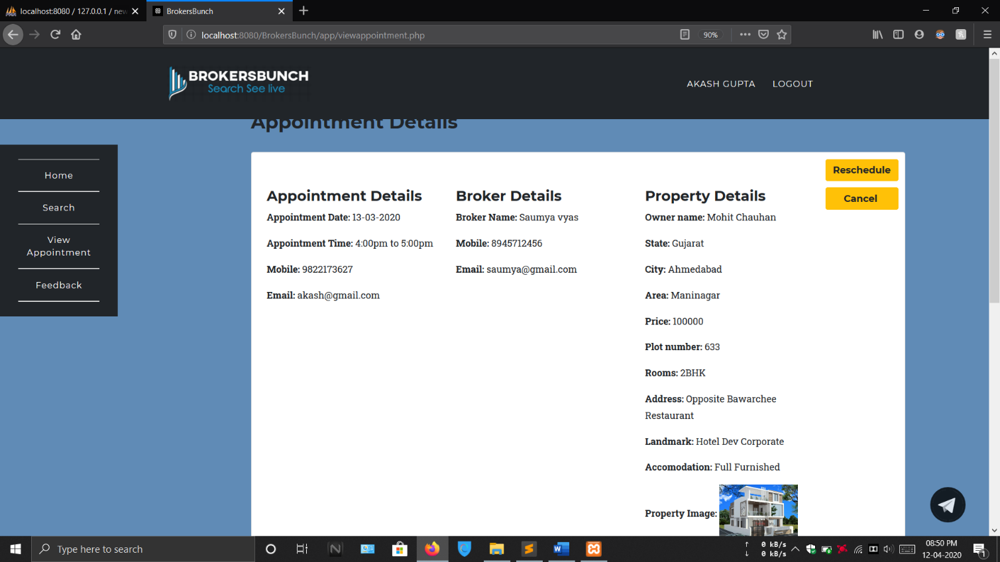 localhost:8080 / 127.0.0.1 / new
BrokersBunch
localhost:8080/BrokersBunch/app/viewappointment.php
90%
BROKERSBUNCH
Search See live
AKASH GUPTA
LOGOUT
Appointment Details
Home
Search
View
Appointment
Feedback
Reschedule
Cancel
Appointment Details
Appointment Date: 13-03-2020
Appointment Time: 4:00pm to 5:00pm
Mobile: 9822173627
Email: akash@gmail.com
Broker Details
Broker Name: Saumya vyas
Mobile: 8945712456
Email: saumya@gmail.com
Property Details
Owner name: Mohit Chauhan
State: Gujarat
City: Ahmedabad
Area: Maninagar
Price: 100000
Plot number: 633
Rooms: 2BHK
Address: Opposite Bawarchee
Restaurant
Landmark: Hotel Dev Corporate
Accomodation: Full Furnished
Property Image:
Type here to search
0 kB/s
0 kB/s
08:50 PM
12-04-2020
1